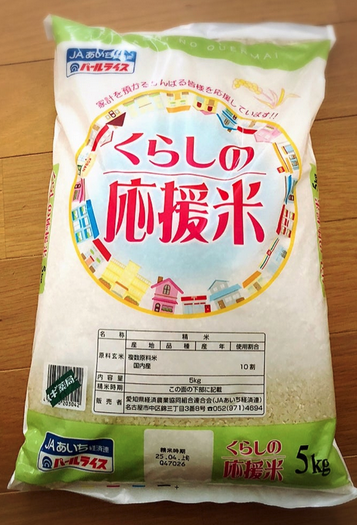 JAあいち経済連
パールライス
家計を預かるがんばる皆様を応援しています!!
くらしの
応援米
名称 精米
原料玄米 産地 品種 産年 使用割合
複数原料米
国内産 10割
内容量 5kg
精米時期 この面の下部に記載
販売者 愛知県経済農業協同組合連合会(JAあいち経済連)
名古屋市中区錦三丁目3番8号☎052(971)4694
JAあいち経済連
パールライス
精米時期
25.04.上旬
Q47026
くらしの
応援米
5kg